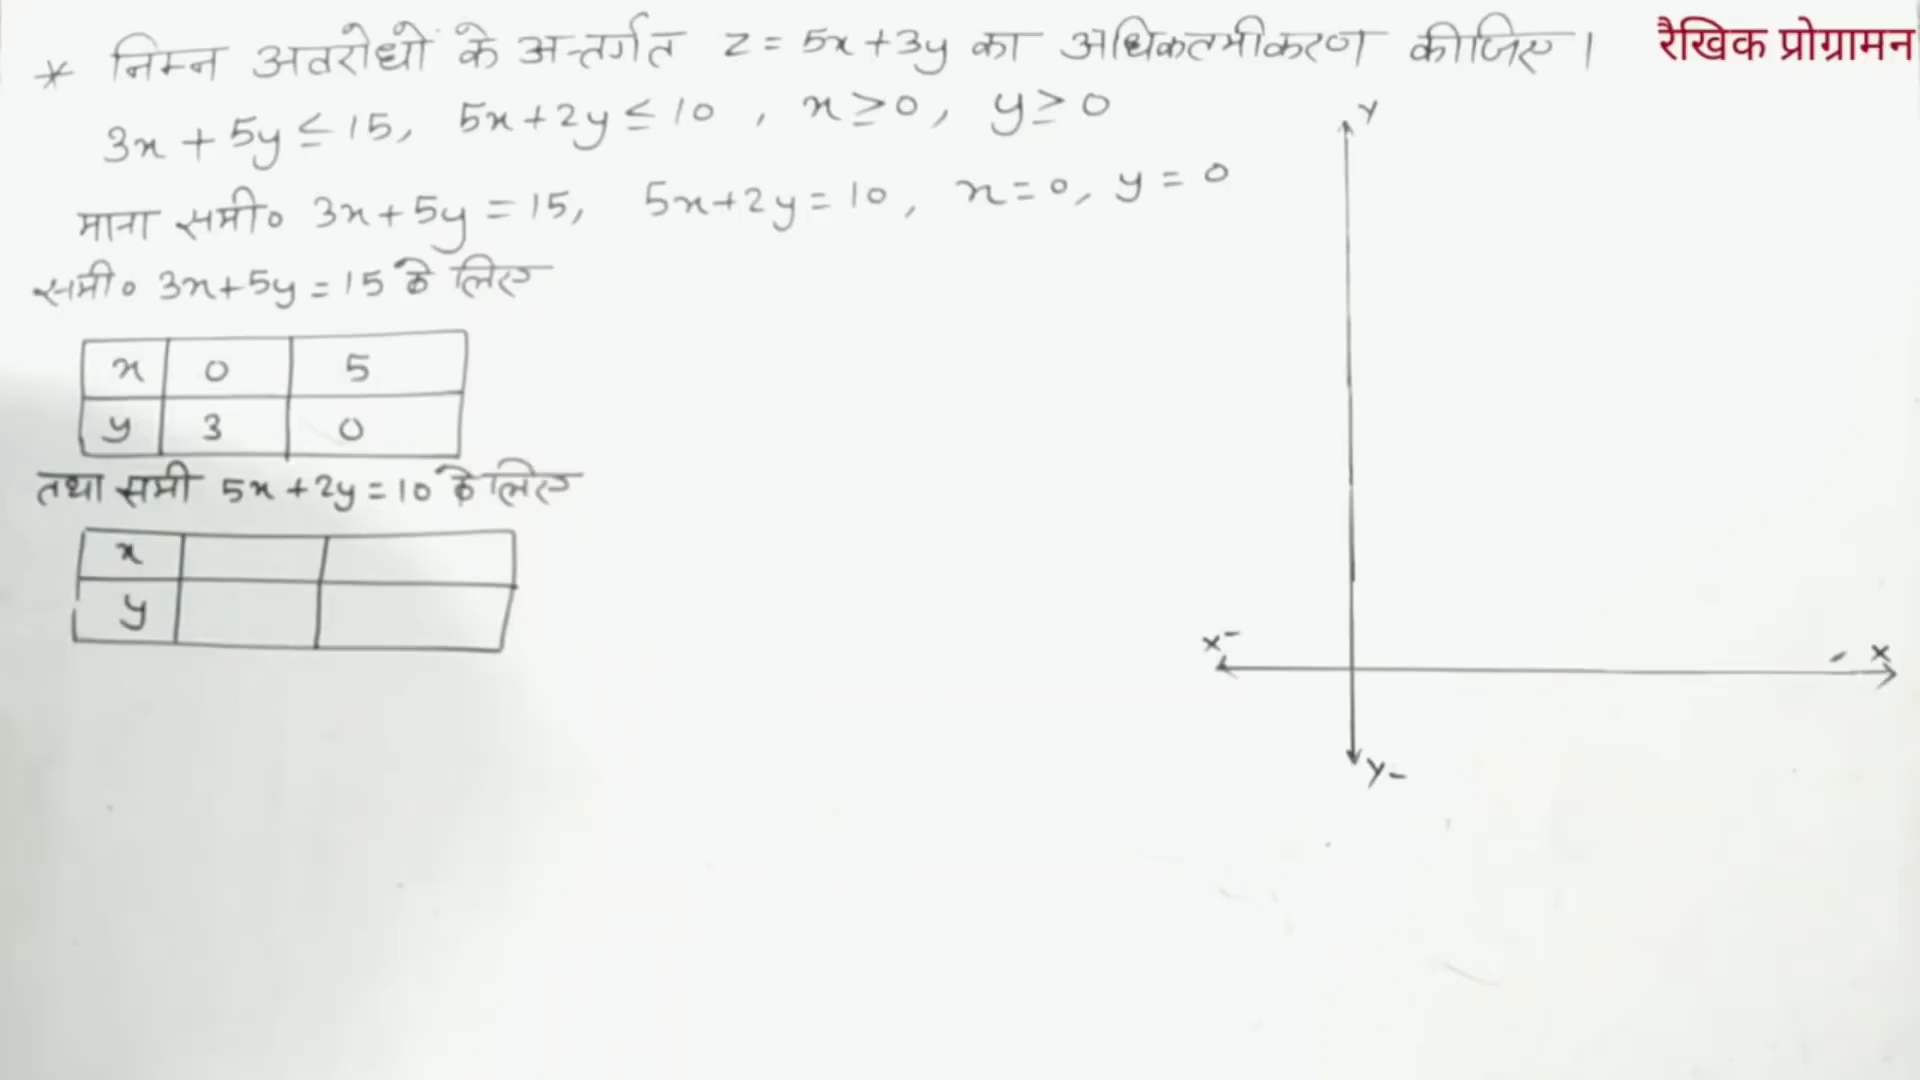 * निम्न अवरोधों के अन्तर्गत z = 5x + 3y का अधिकतमीकरण कीजिए।
रैखिक प्रोग्रामन
3x + 5y ≤ 15, 5x + 2y ≤ 10 , x ≥ 0, y ≥ 0
माना समी० 3x + 5y = 15, 5x + 2y = 10, x = 0, y = 0
समी० 3x + 5y = 15 के लिए
x 0 5
y 3 0
तथा समी 5x + 2y = 10 के लिए
x
y
Y
X-
X
Y-